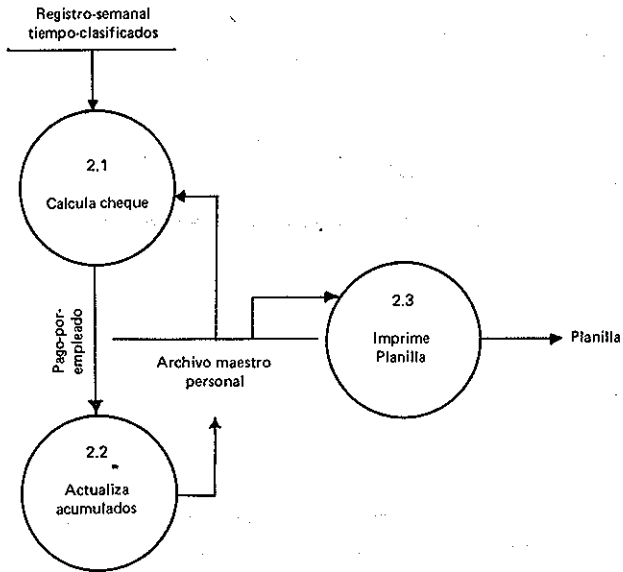 Registro-semanal
tiempo-clasificados
2.1
Calcula cheque
Pago-por-
empleado
Archivo maestro
personal
2.3
Imprime
Planilla
Planilla
2.2
Actualiza
acumulados